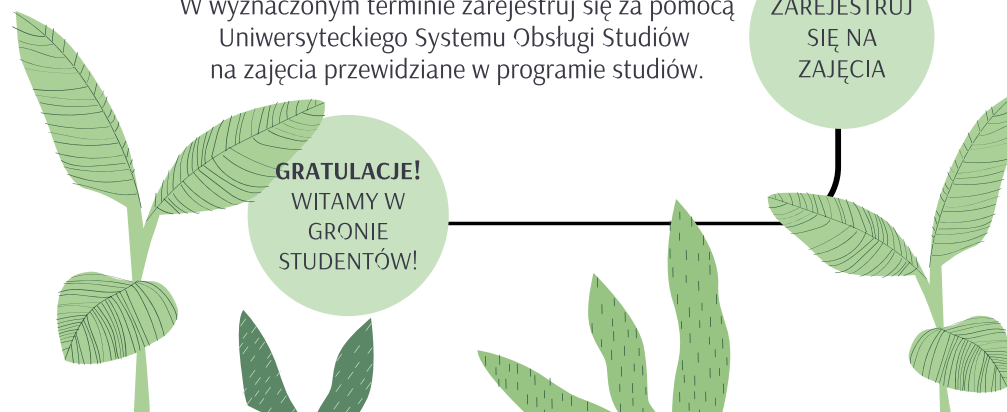 W wyznaczonym terminie zarejestruj się za pomocą
Uniwersyteckiego Systemu Obsługi Studiów
na zajęcia przewidziane w programie studiów.
ZAREJESTRUJ
SIĘ NA
ZAJĘCIA
GRATULACJE!
WITAMY W
GRONIE
STUDENTÓW!